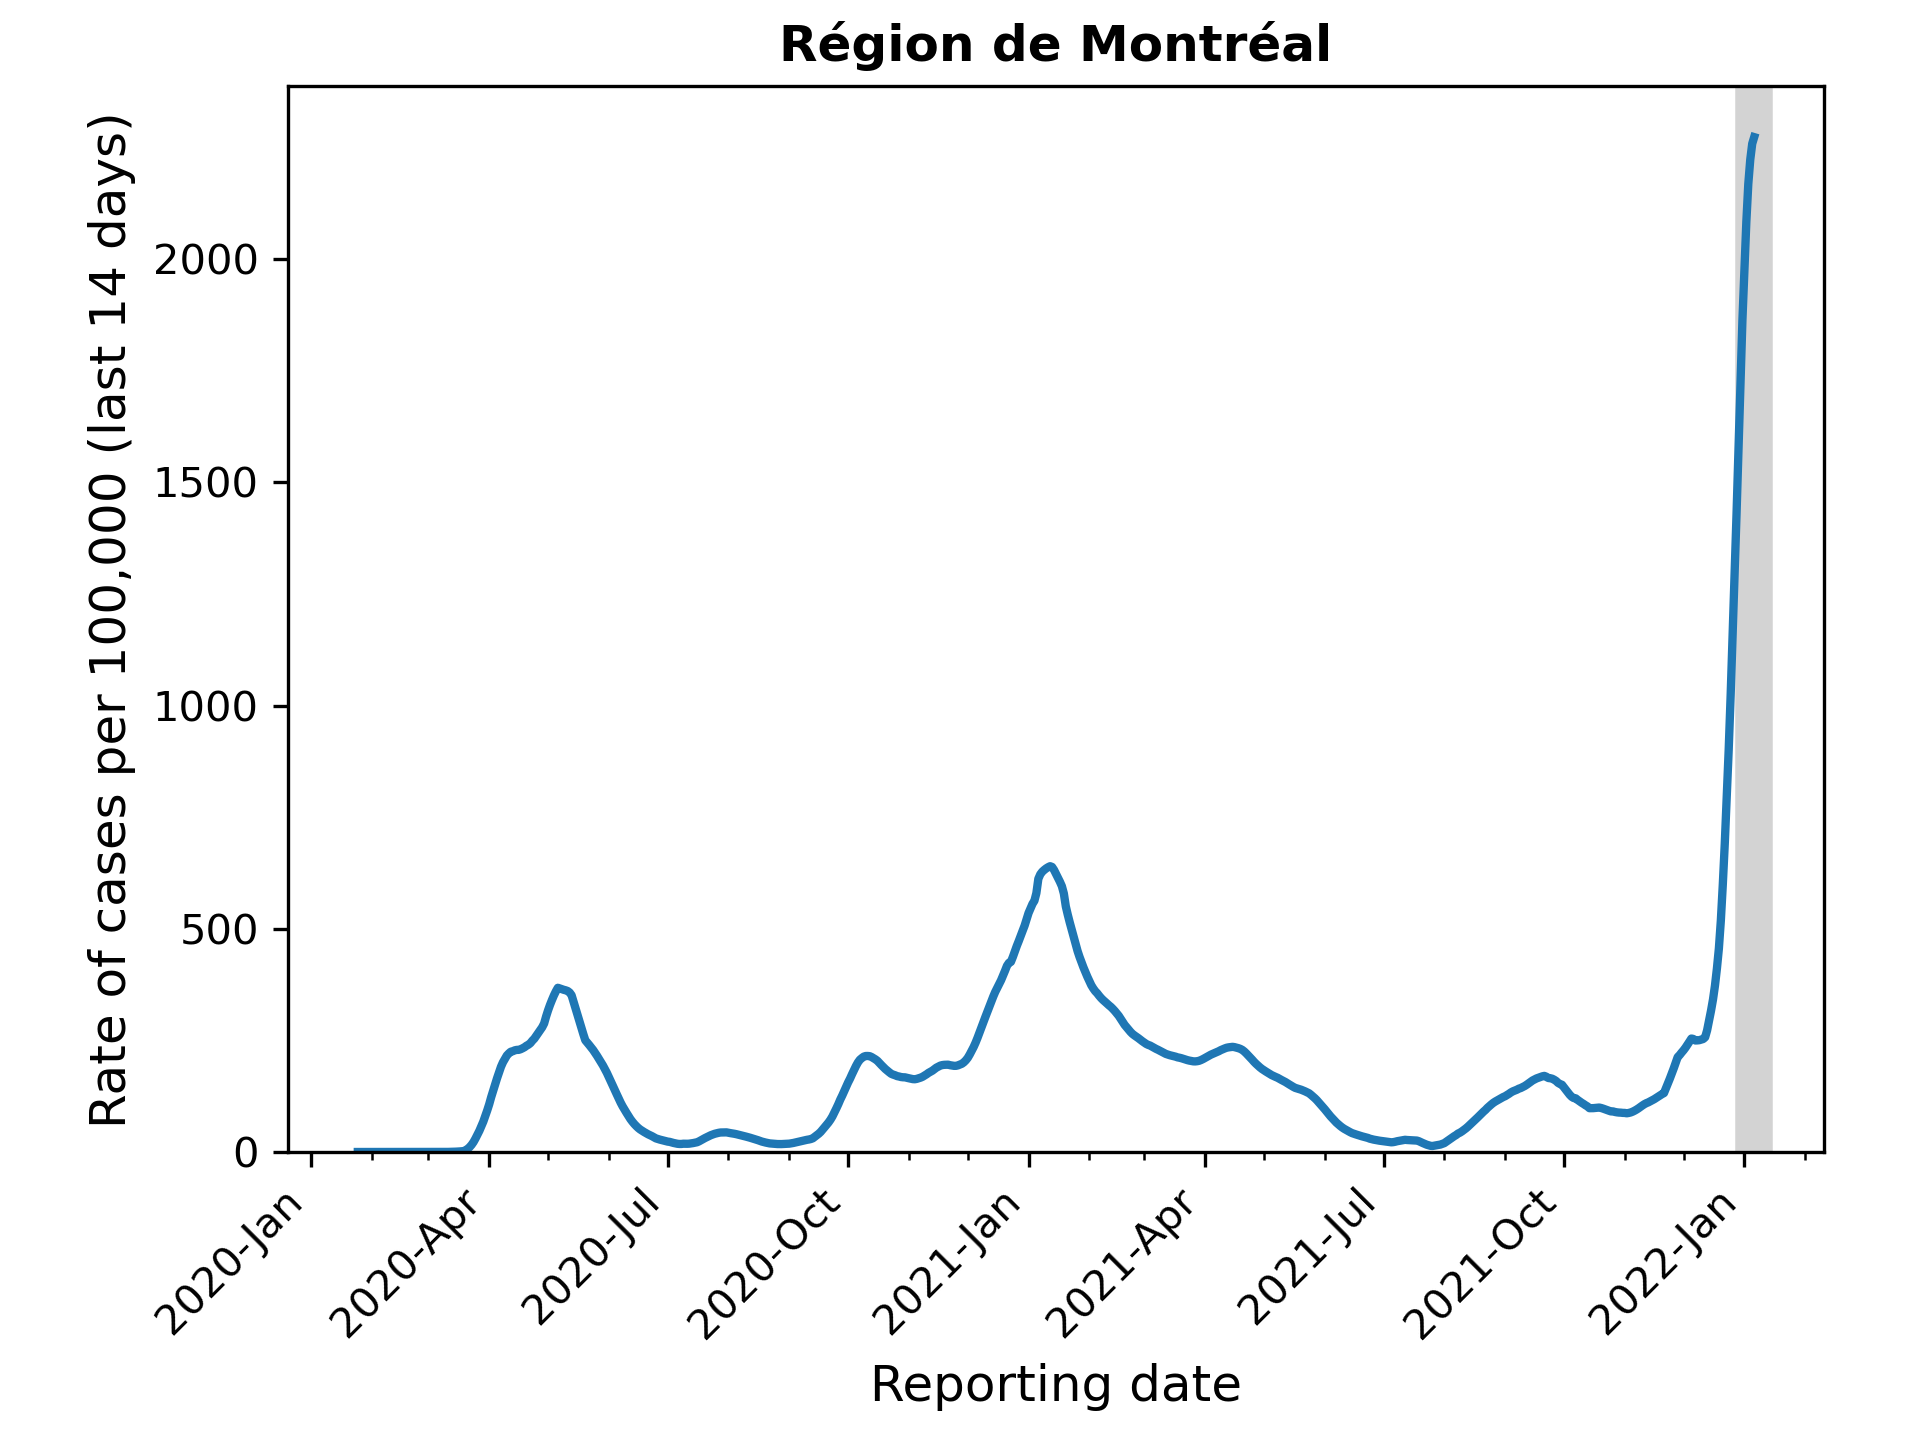 Région de Montréal
Rate of cases per 100,000 (last 14 days)
2000
1500
1000
500
0
2020-Jan
2020-Apr
2020-Jul
2020-Oct
2021-Jan
2021-Apr
2021-Jul
2021-Oct
2022-Jan
Reporting date